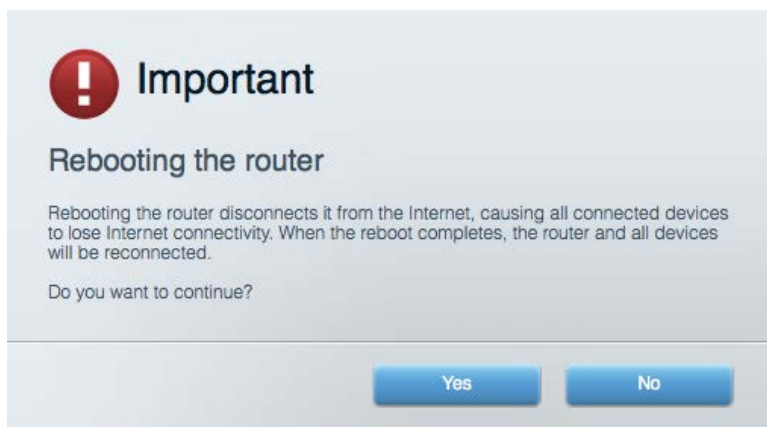 Important
Rebooting the router
Rebooting the router disconnects it from the Internet, causing all connected devices
to lose Internet connectivity. When the reboot completes, the router and all devices
will be reconnected.
Do you want to continue?
Yes
No